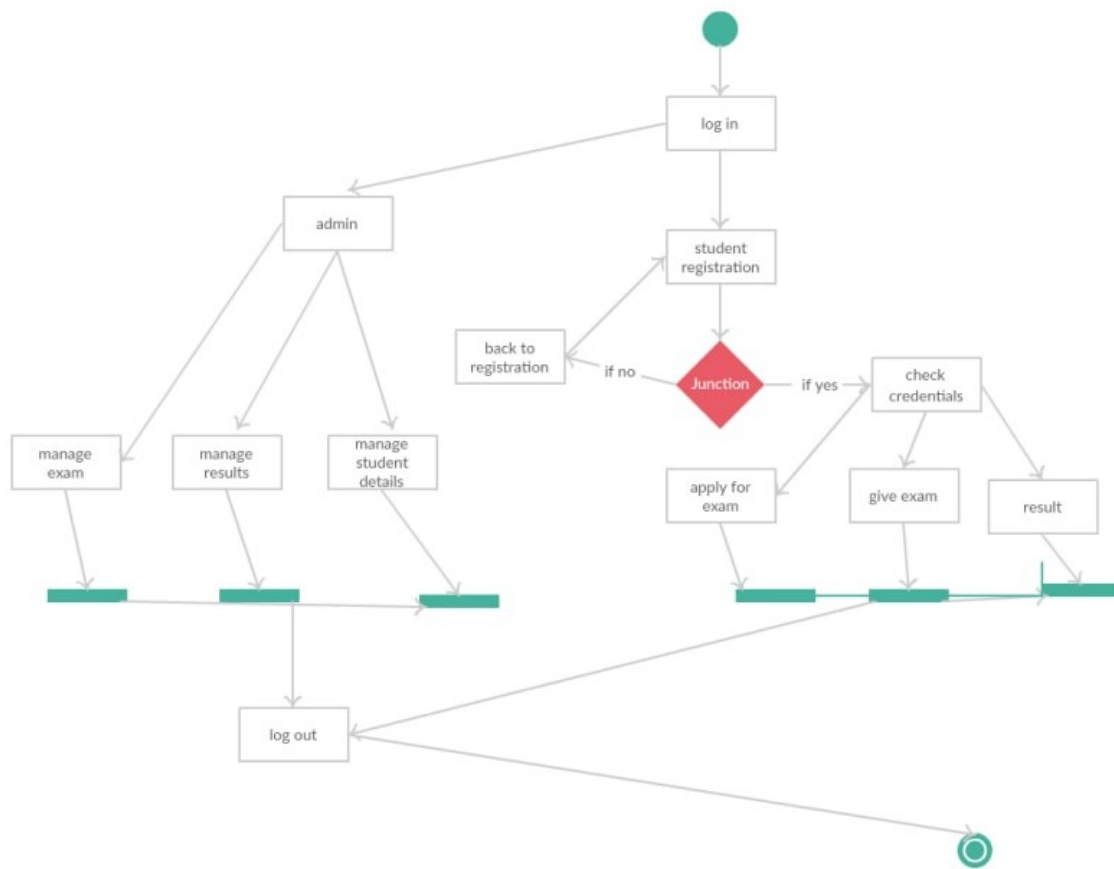 log in
admin
student
registration
back to
registration
if no
Junction
if yes
check
credentials
manage
exam
manage
results
manage
student
details
apply for
exam
give exam
result
log out